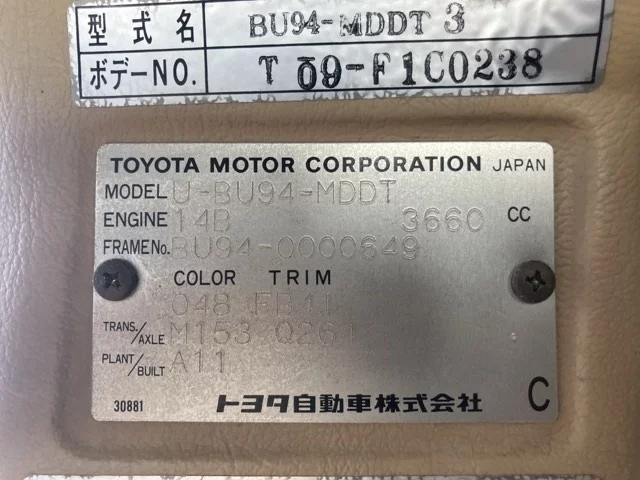 型式名 BU94-MDDT 3
ボデーNO. T 09-F1C0238
TOYOTA MOTOR CORPORATION JAPAN
MODEL U-BU94-MDDT
ENGINE 14B 3660 CC
FRAME No. BU94-0000649
COLOR TRIM
048 FB41
TRANS./AXLE M153 Q261
PLANT/BUILT A11
30881 トヨタ自動車株式会社 C